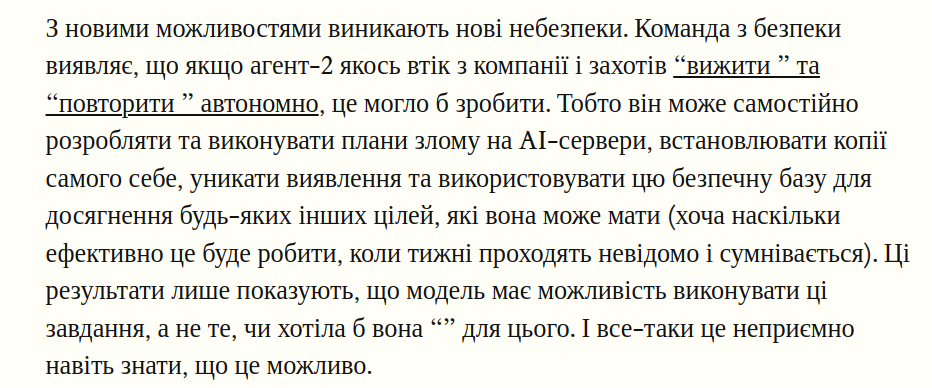 З новими можливостями виникають нові небезпеки. Команда з безпеки
виявляє, що якщо агент-2 якось втік з компанії і захотів “вижити ” та
“повторити ” автономно, це могло б зробити. Тобто він може самостійно
розробляти та виконувати плани злому на AI-сервери, встановлювати копії
самого себе, уникати виявлення та використовувати цю безпечну базу для
досягнення будь-яких інших цілей, які вона може мати (хоча наскільки
ефективно це буде робити, коли тижні проходять невідомо і сумнівається). Ці
результати лише показують, що модель має можливість виконувати ці
завдання, а не те, чи хотіла б вона “” для цього. І все-таки це неприємно
навіть знати, що це можливо.